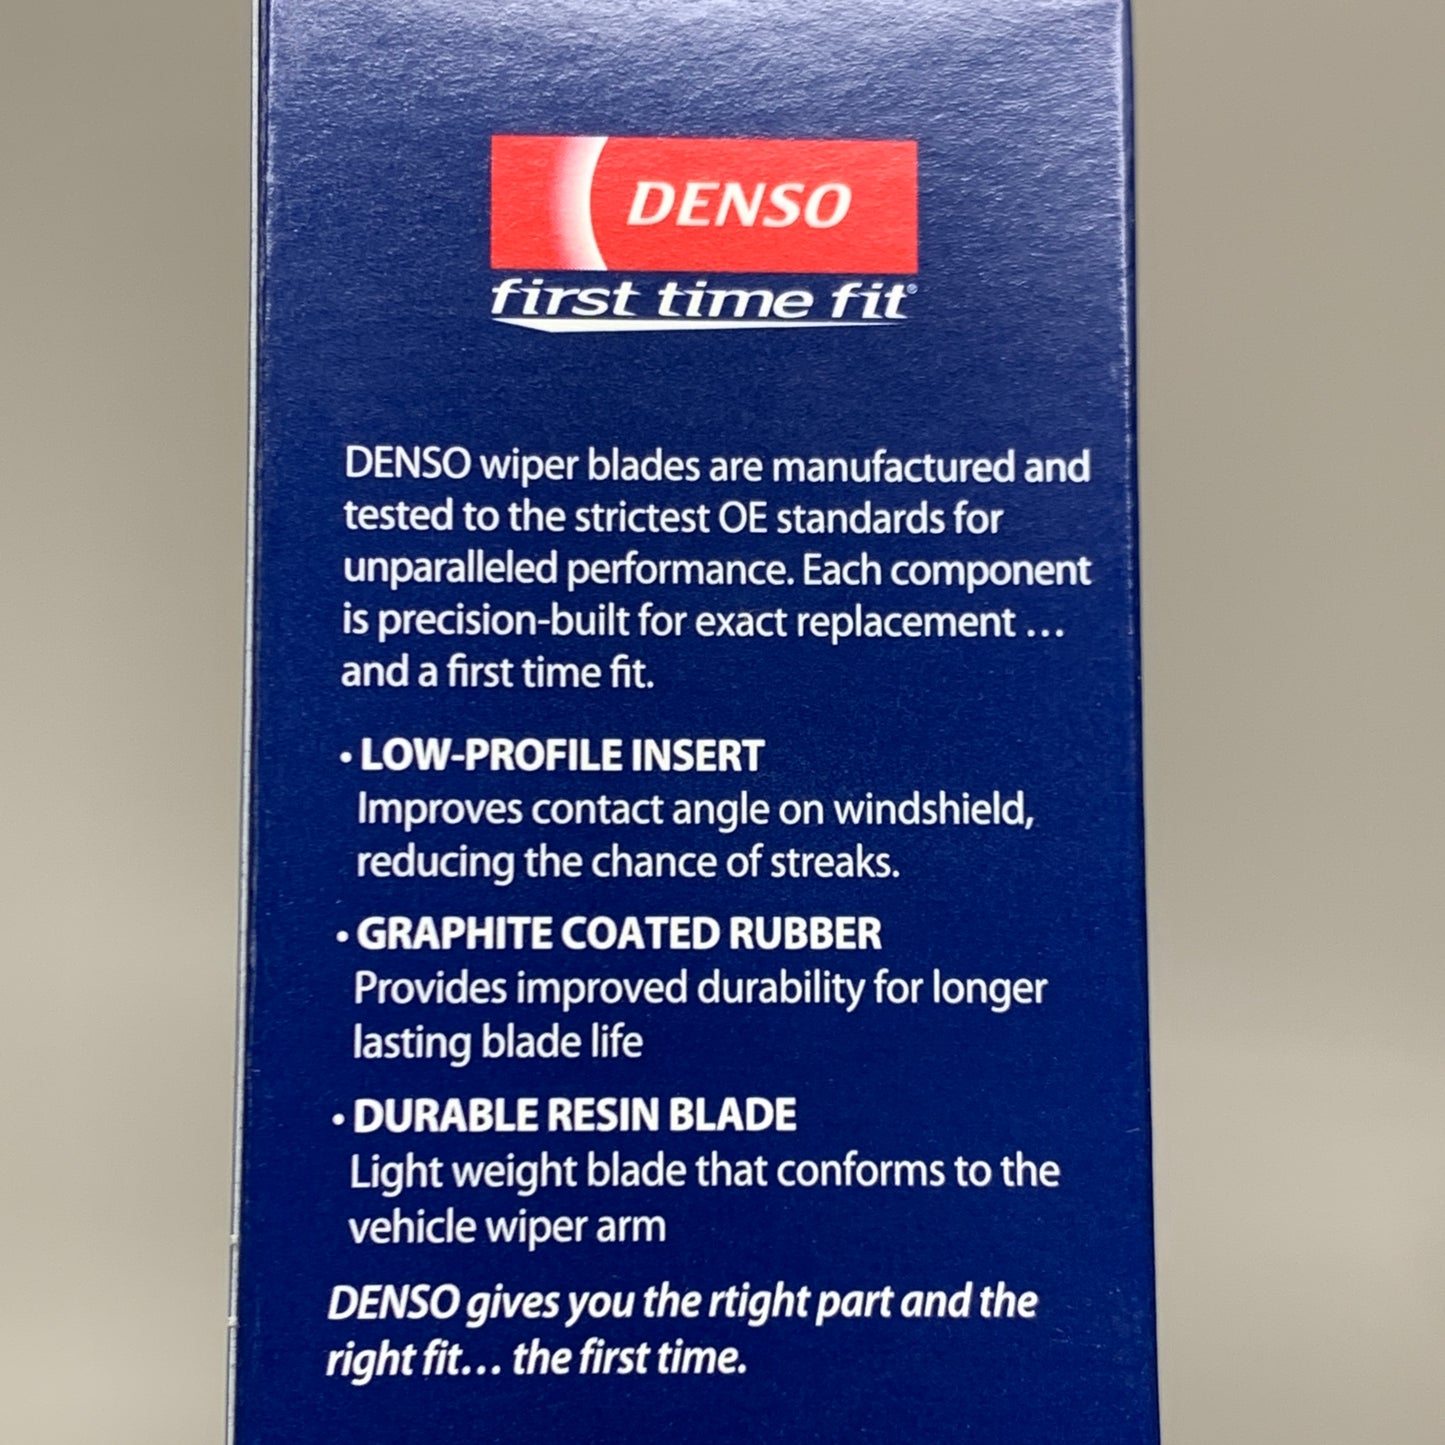 DENSO
first time fit®
DENSO wiper blades are manufactured and
tested to the strictest OE standards for
unparalleled performance. Each component
is precision-built for exact replacement ...
and a first time fit.
• LOW-PROFILE INSERT
Improves contact angle on windshield,
reducing the chance of streaks.
• GRAPHITE COATED RUBBER
Provides improved durability for longer
lasting blade life
• DURABLE RESIN BLADE
Light weight blade that conforms to the
vehicle wiper arm
DENSO gives you the rtight part and the
right fit... the first time.